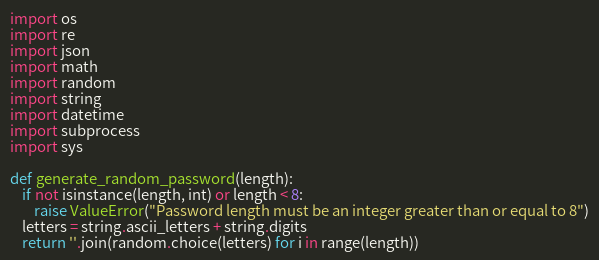 import os
import re
import json
import math
import random
import string
import datetime
import subprocess
import sys

def generate_random_password(length):
    if not isinstance(length, int) or length < 8:
        raise ValueError("Password length must be an integer greater than or equal to 8")
    letters = string.ascii_letters + string.digits
    return ''.join(random.choice(letters) for i in range(length))